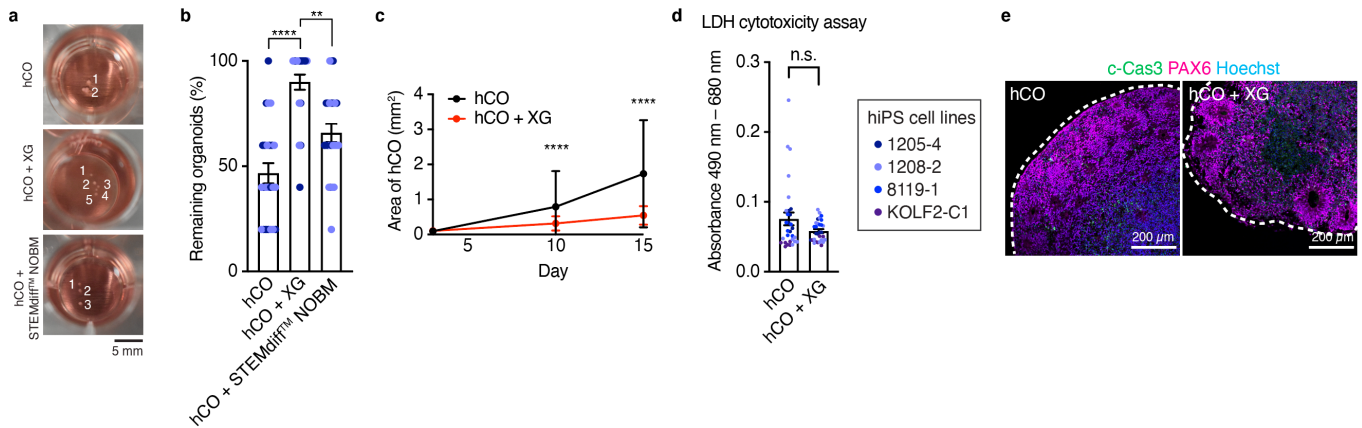 a
hCO
1
2
hCO + XG
1
2
3
4
5
hCO +
STEMdiff™ NOBM
1
2
3
5 mm
b
****
**
Remaining organoids (%)
100
50
0
hCO
hCO + XG
hCO + STEMdiff™ NOBM
c
Area of hCO (mm²)
4
3
2
1
0
hCO
hCO + XG
****
****
5
10
15
Day
d
LDH cytotoxicity assay
n.s.
Absorbance 490 nm – 680 nm
0.3
0.2
0.1
0.0
hCO
hCO + XG
hiPS cell lines
1205-4
1208-2
8119-1
KOLF2-C1
e
c-Cas3 PAX6 Hoechst
hCO
200 µm
hCO + XG
200 µm